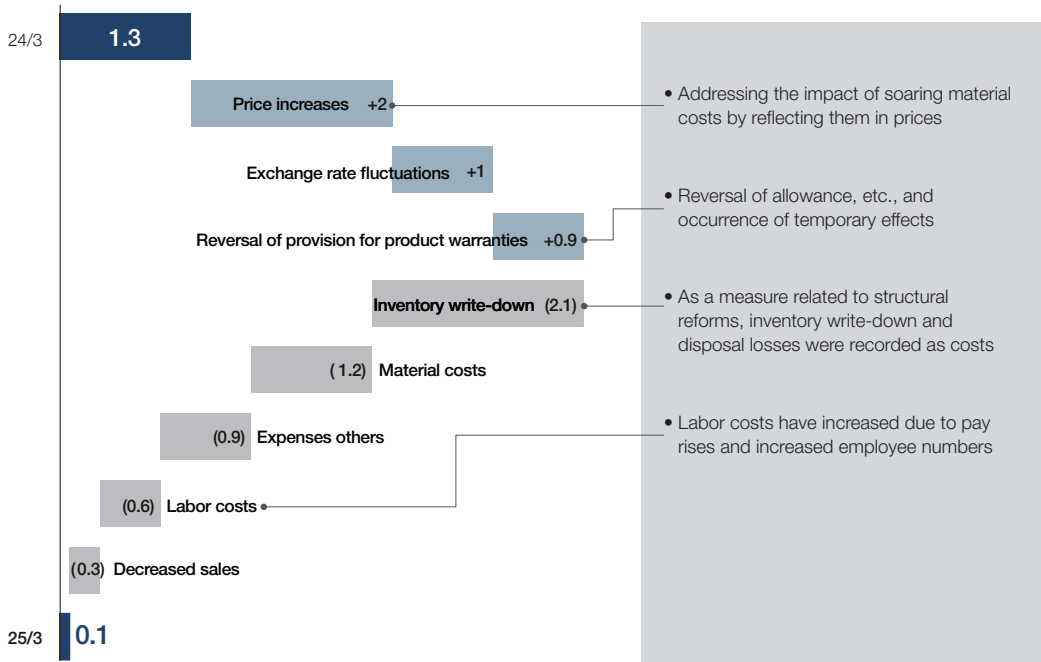 24/3
1.3
Price increases +2
• Addressing the impact of soaring material
costs by reflecting them in prices
Exchange rate fluctuations +1
Reversal of provision for product warranties +0.9
• Reversal of allowance, etc., and
occurrence of temporary effects
Inventory write-down (2.1)
• As a measure related to structural
reforms, inventory write-down and
disposal losses were recorded as costs
(1.2) Material costs
(0.9) Expenses others
• Labor costs have increased due to pay
rises and increased employee numbers
(0.6) Labor costs
(0.3) Decreased sales
25/3
0.1